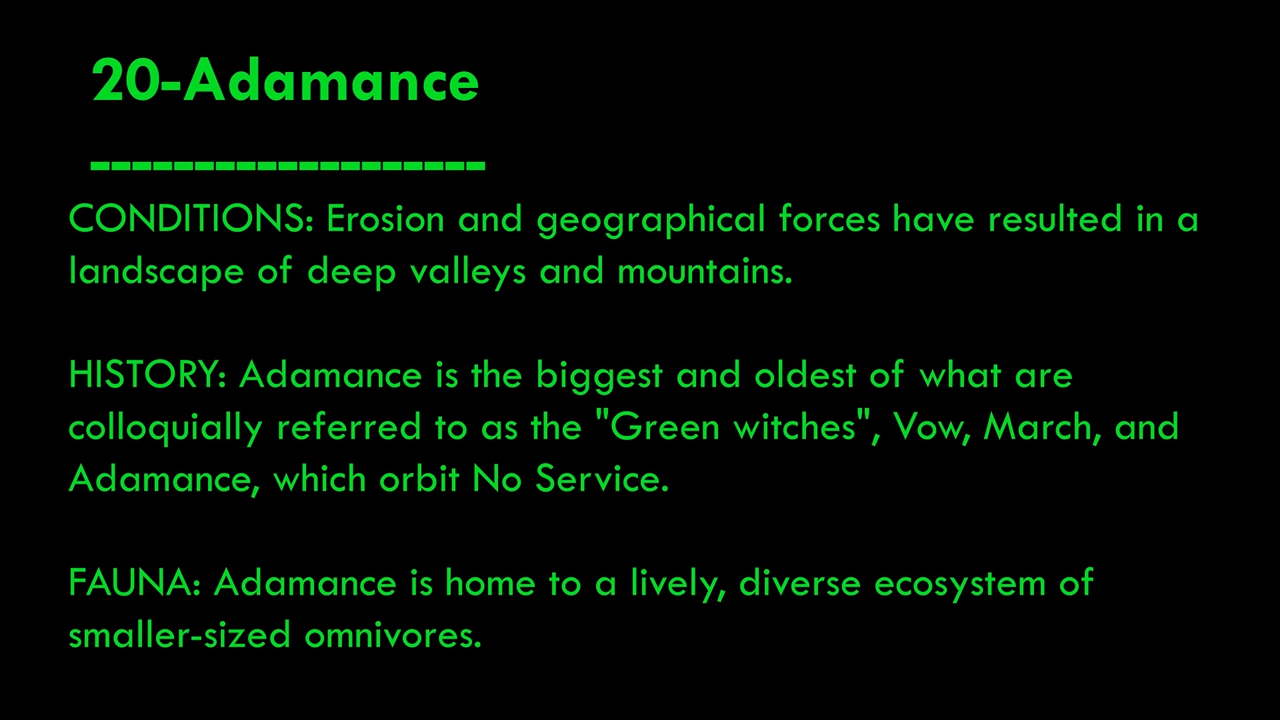 20-Adamance
-------------------
CONDITIONS: Erosion and geographical forces have resulted in a
landscape of deep valleys and mountains.
HISTORY: Adamance is the biggest and oldest of what are
colloquially referred to as the "Green witches", Vow, March, and
Adamance, which orbit No Service.
FAUNA: Adamance is home to a lively, diverse ecosystem of
smaller-sized omnivores.